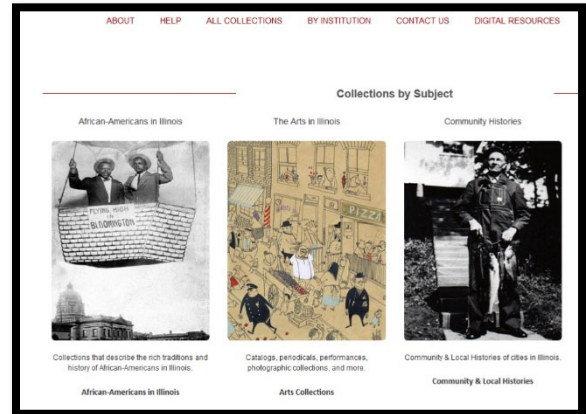 ABOUT HELP ALL COLLECTIONS BY INSTITUTION CONTACT US DIGITAL RESOURCES
Collections by Subject
African-Americans in Illinois
The Arts in Illinois
Community Histories
FLYING HIGH
IN
BLOOMINGTON
PIZZA
Collections that describe the rich traditions and
history of African-Americans in Illinois.
African-Americans in Illinois
Catalogs, periodicals, performances,
photographic collections, and more.
Arts Collections
Community & Local Histories of cities in Illinois.
Community & Local Histories